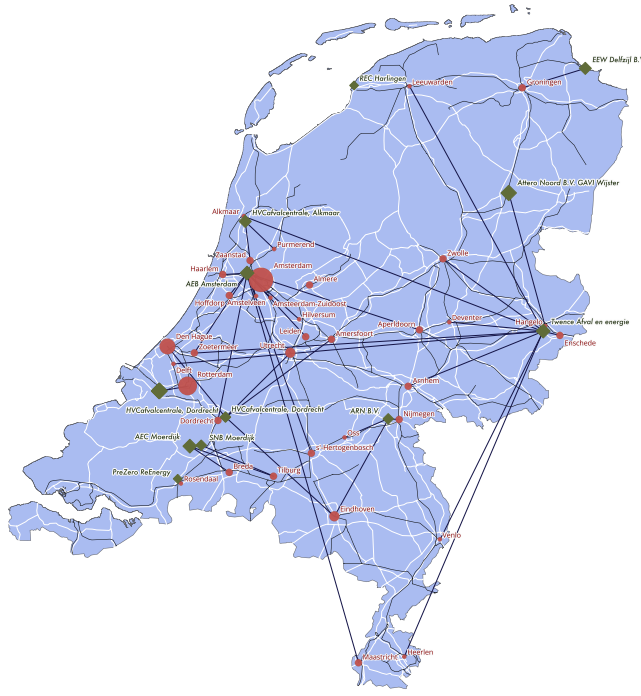 EEW Delfzijl B.V
REC Harlingen
Leeuwarden
Groningen
Attero Noord B.V. GAVI Wijster
Alkmaar
HVCafvalcentrale, Alkmaar
Purmerend
Zaanstad
Zwolle
Haarlem
Amsterdam
AEB Amsterdam
Almere
Hoffdorp
Amstelveen
Amsterdam-Zuidoost
Hilversum
Deventer
Hangelo
Twence Afval en energie
Apeldoorn
Leiden
Amersfoort
Enschede
Den Hague
Zoetermeer
Utrecht
Delft
Rotterdam
Arnhem
HVCafvalcentrale, Dordrecht
HVCafvalcentrale, Dordrecht
ARN B.V.
Nijmegen
Dordrecht
Oss
AEC Moerdijk
SNB Moerdijk
's-Hertogenbosch
PreZero ReEnergy
Breda
Tilburg
Rosendaal
Eindhoven
Venlo
Maastricht
Heerlen